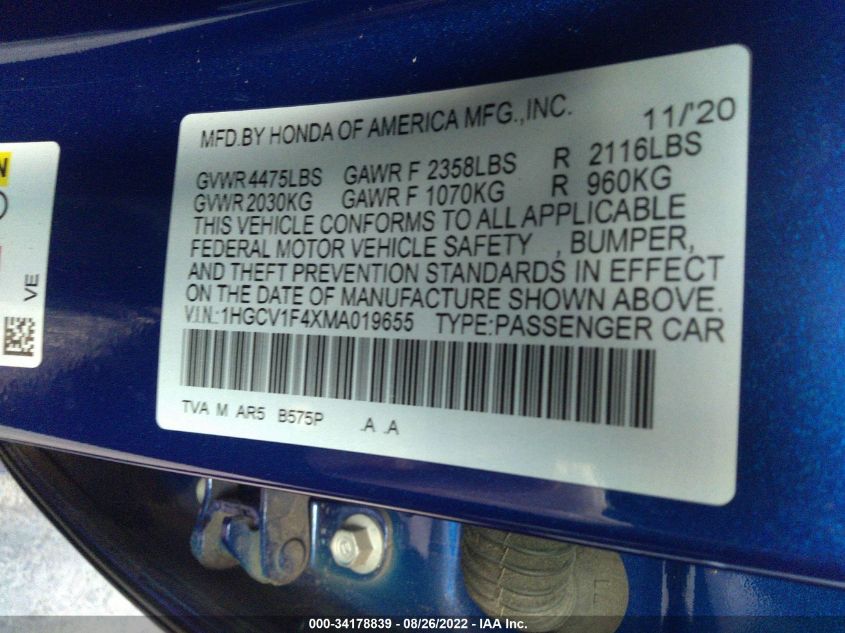 MFD.BY HONDA OF AMERICA MFG.,INC. 11/'20
GVWR 4475LBS GAWR F 2358LBS R 2116LBS
GVWR 2030KG GAWR F 1070KG R 960KG
THIS VEHICLE CONFORMS TO ALL APPLICABLE
FEDERAL MOTOR VEHICLE SAFETY , BUMPER,
AND THEFT PREVENTION STANDARDS IN EFFECT
ON THE DATE OF MANUFACTURE SHOWN ABOVE.
V.I.N.:1HGCV1F4XMA019655 TYPE:PASSENGER CAR
TVA M AR5 B575P .A .A
VE
000-34178839 - 08/26/2022 - IAA Inc.